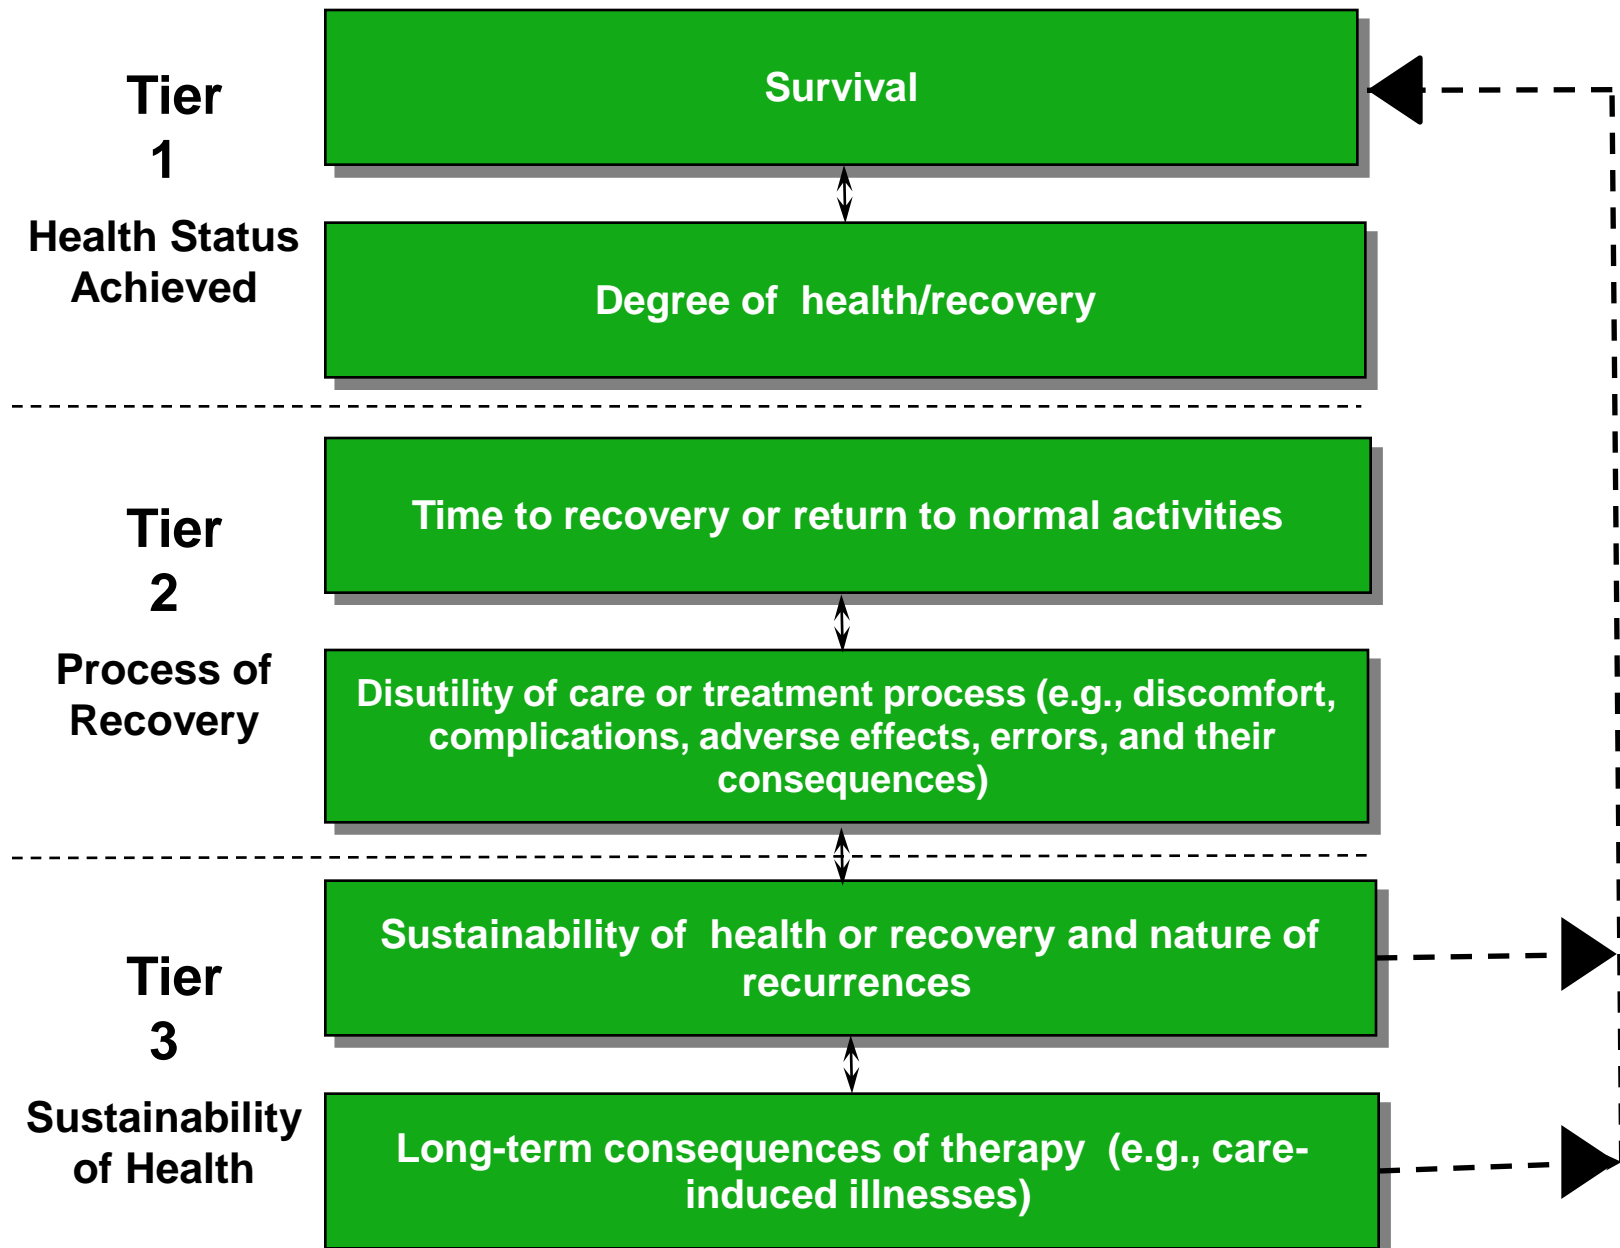 Tier
1
Health Status
Achieved
Survival
Degree of  health/recovery
Tier
2
Process of
Recovery
Time to recovery or return to normal activities
Disutility of care or treatment process (e.g., discomfort,
complications, adverse effects, errors, and their
consequences)
Tier
3
Sustainability
of Health
Sustainability of  health or recovery and nature of
recurrences
Long-term consequences of therapy  (e.g., care-
induced illnesses)